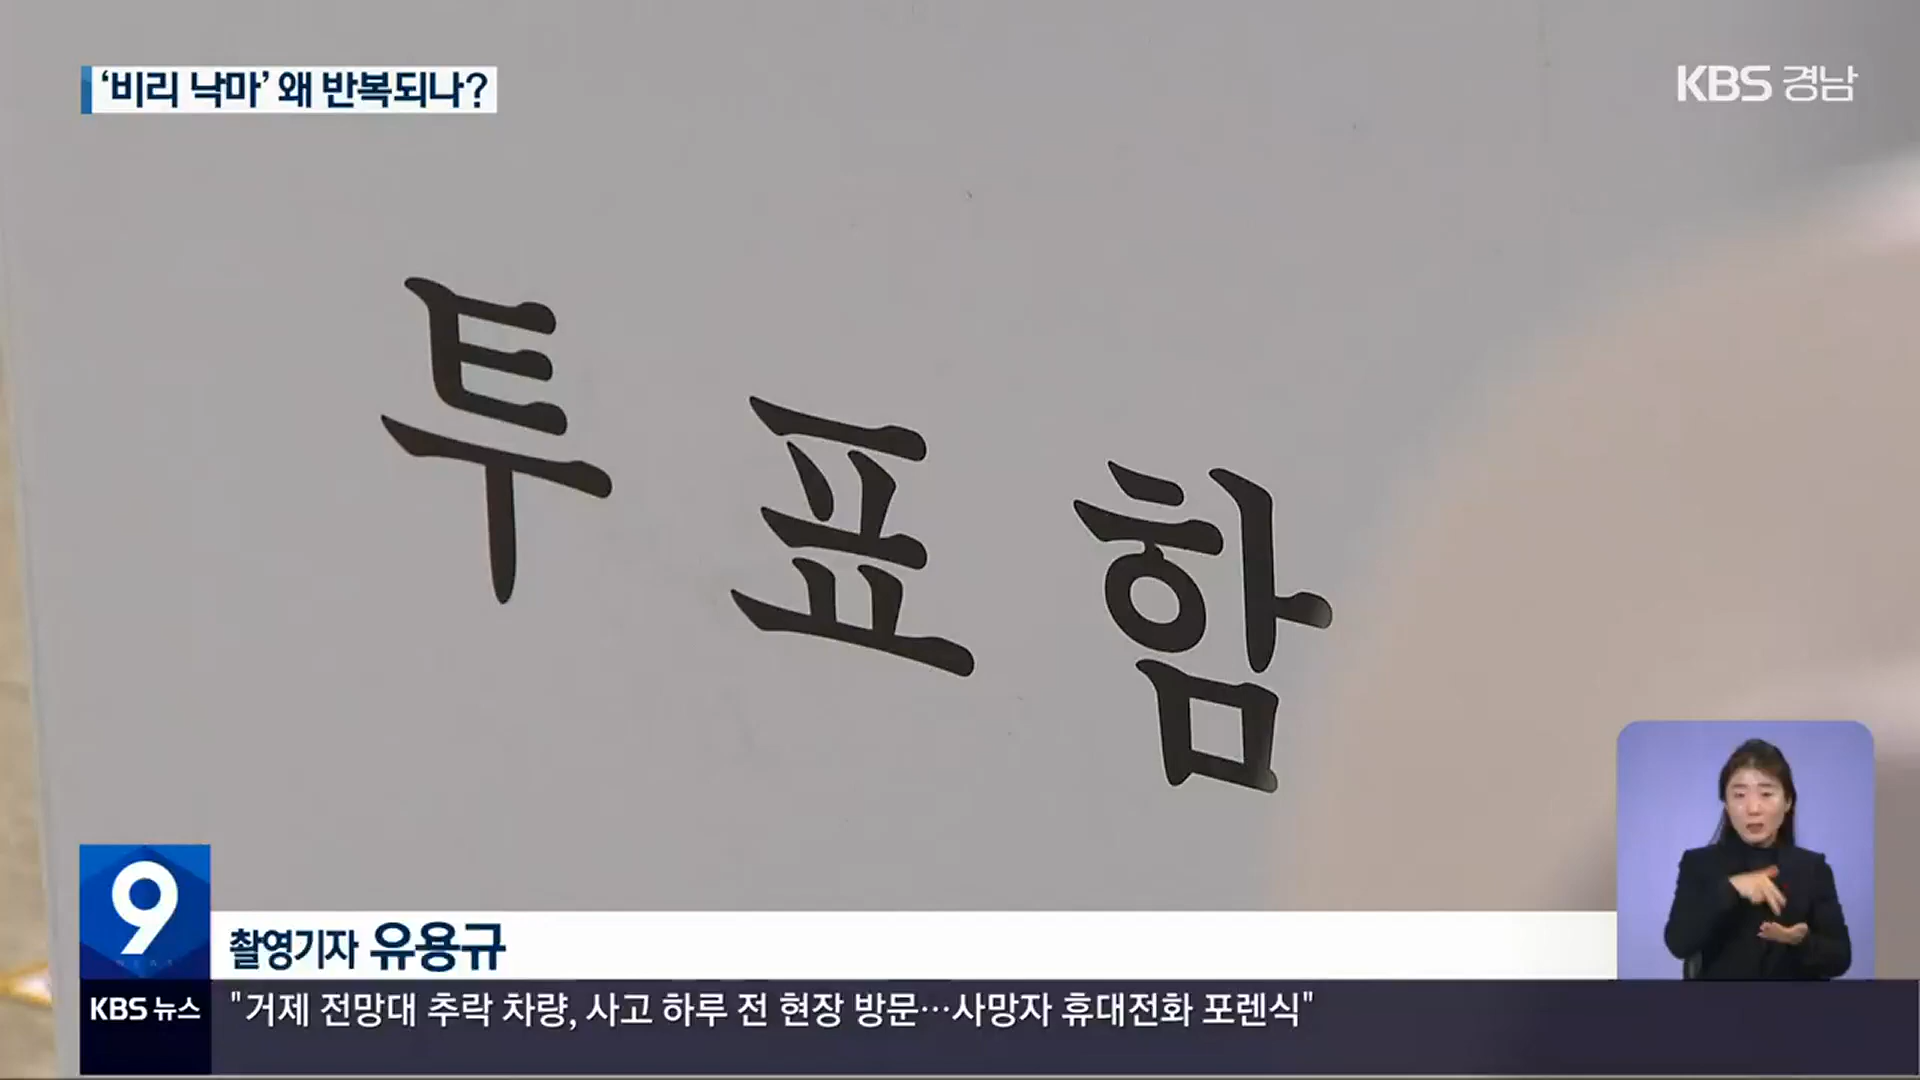 ‘비리 낙마’ 왜 반복되나?
KBS 경남
투표함
9
촬영기자 유용규
KBS 뉴스
"거제 전망대 추락 차량, 사고 하루 전 현장 방문…사망자 휴대전화 포렌식"